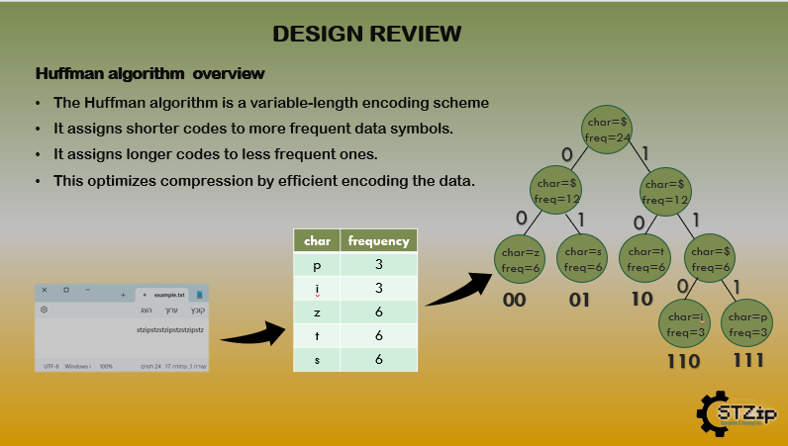 DESIGN REVIEW
Huffman algorithm overview
• The Huffman algorithm is a variable-length encoding scheme
• It assigns shorter codes to more frequent data symbols.
• It assigns longer codes to less frequent ones.
• This optimizes compression by efficient encoding the data.
example.txt
קובץ ערוך הצג
stzipstzstzipstzstzipstz
UTF-8 Windows 100% שורה 1, עמודה 17 24 תווים
char frequency
p 3
i 3
z 6
t 6
s 6
char=$
freq=24
0 1
char=$
freq=12
char=$
freq=12
0 1 0 1
char=z
freq=6
char=s
freq=6
char=t
freq=6
char=$
freq=6
00 01 10
0 1
char=i
freq=3
char=p
freq=3
110 111
STZip